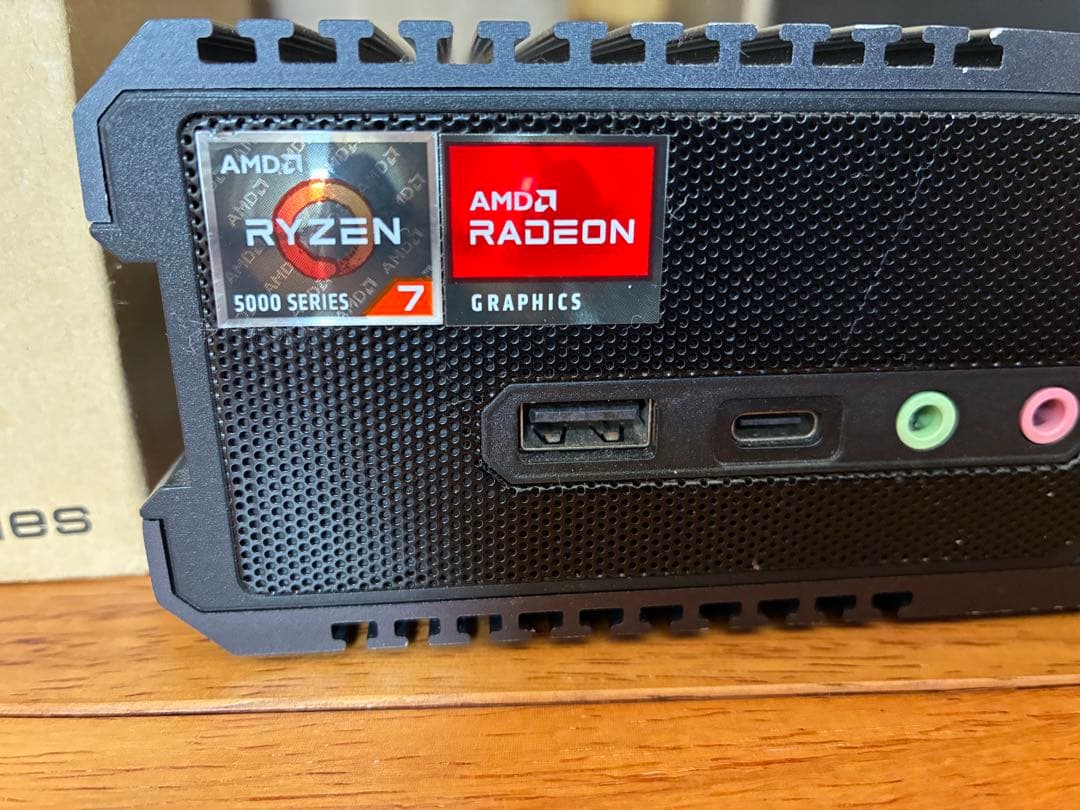 AMD
RYZEN
5000 SERIES 7
AMD
RADEON
GRAPHICS